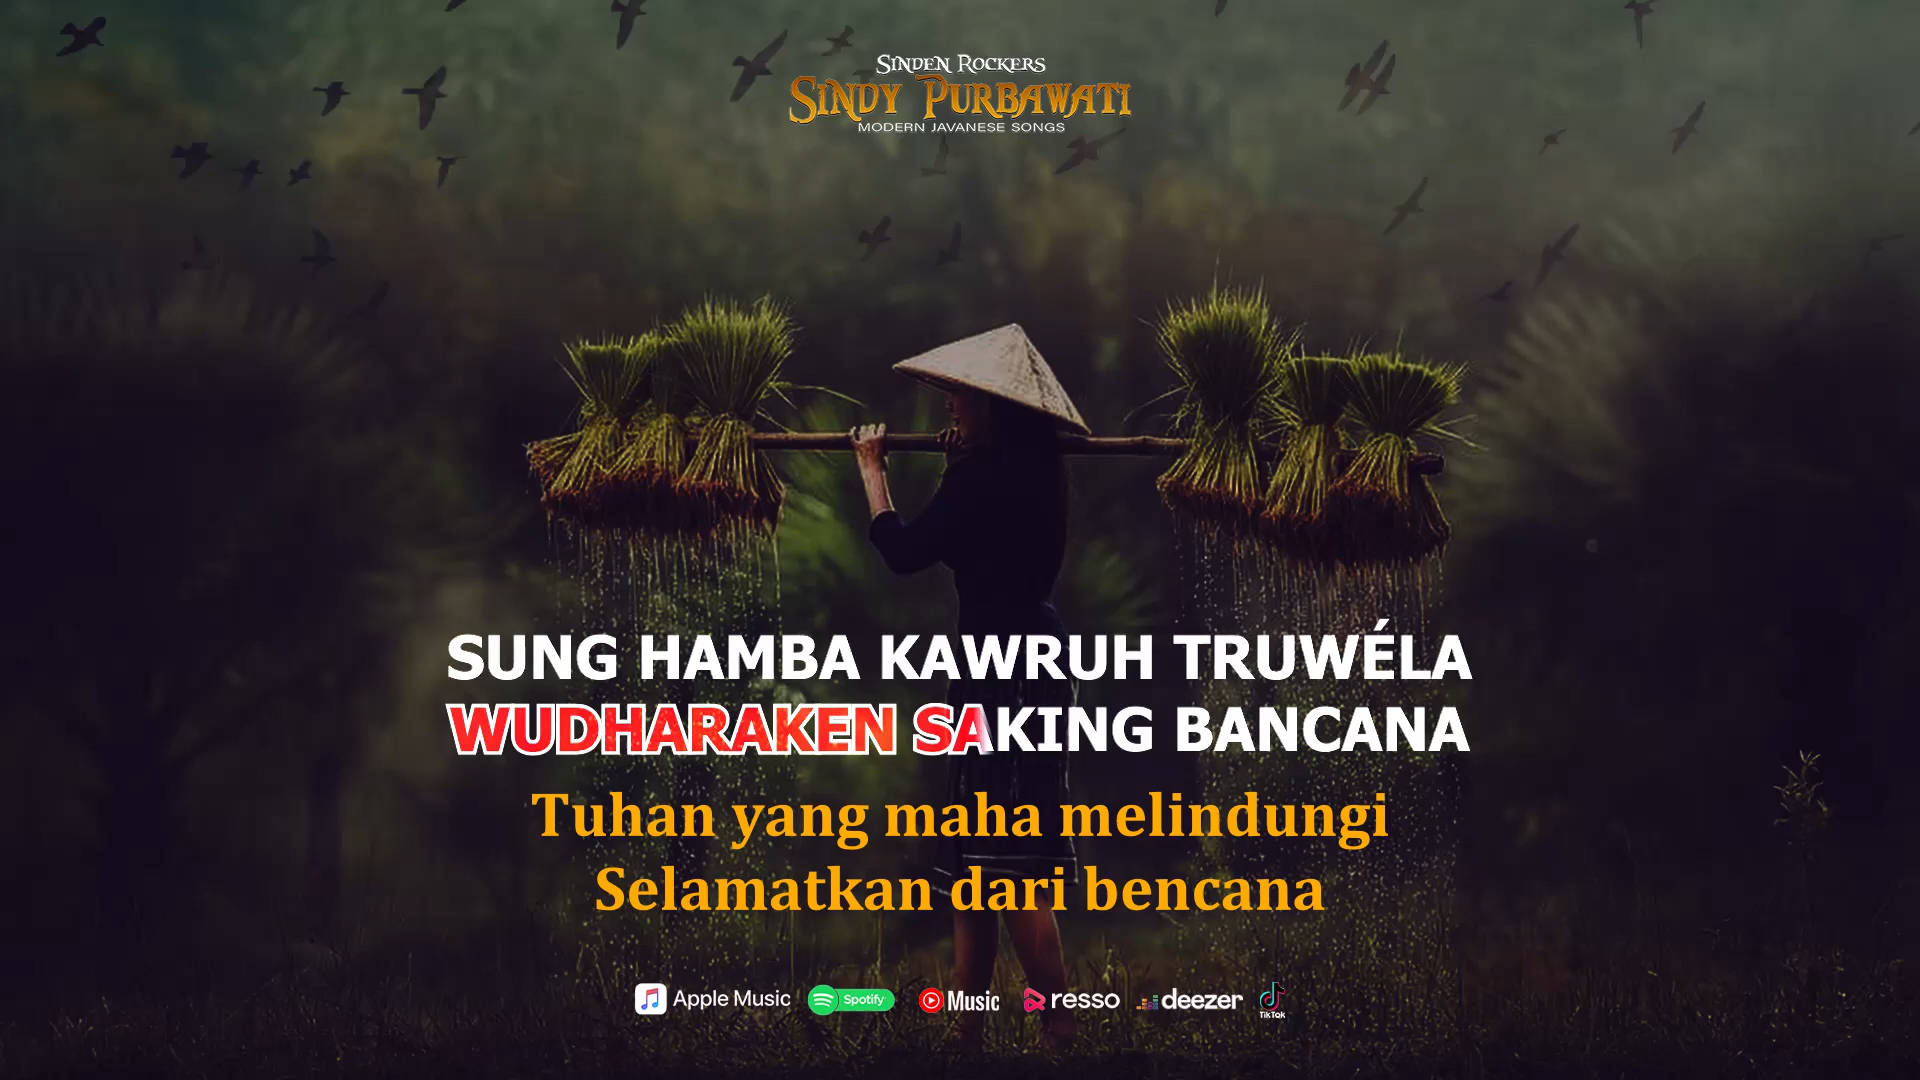 SINDEN ROCKERS
SINDY PURBAWATI
MODERN JAVANESE SONGS
SUNG HAMBA KAWRUH TRUWÉLA
WUDHARAKEN SAKING BANCANA
Tuhan yang maha melindungi
Selamatkan dari bencana
Apple Music Spotify Music resso deezer TikTok